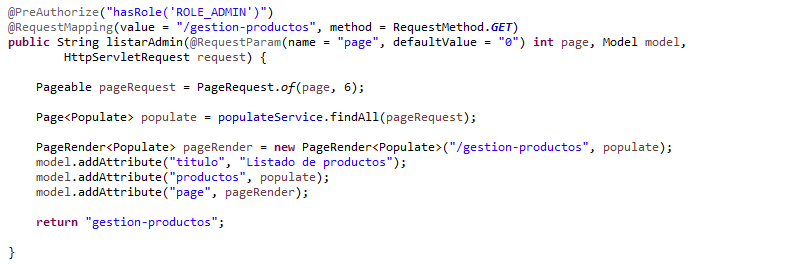 @PreAuthorize("hasRole('ROLE_ADMIN')")
@RequestMapping(value = "/gestion-productos", method = RequestMethod.GET)
public String listarAdmin(@RequestParam(name = "page", defaultValue = "0") int page, Model model,
        HttpServletRequest request) {

    Pageable pageRequest = PageRequest.of(page, 6);

    Page<Populate> populate = populateService.findAll(pageRequest);

    PageRender<Populate> pageRender = new PageRender<Populate>("/gestion-productos", populate);
    model.addAttribute("titulo", "Listado de productos");
    model.addAttribute("productos", populate);
    model.addAttribute("page", pageRender);

    return "gestion-productos";

}